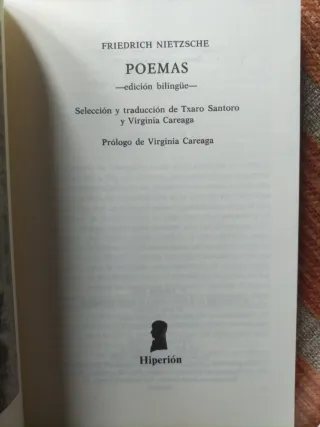 FRIEDRICH NIETZSCHE
POEMAS
—edición bilingüe—
Selección y traducción de Txaro Santoro
y Virginia Careaga
Prólogo de Virginia Careaga
Hiperión